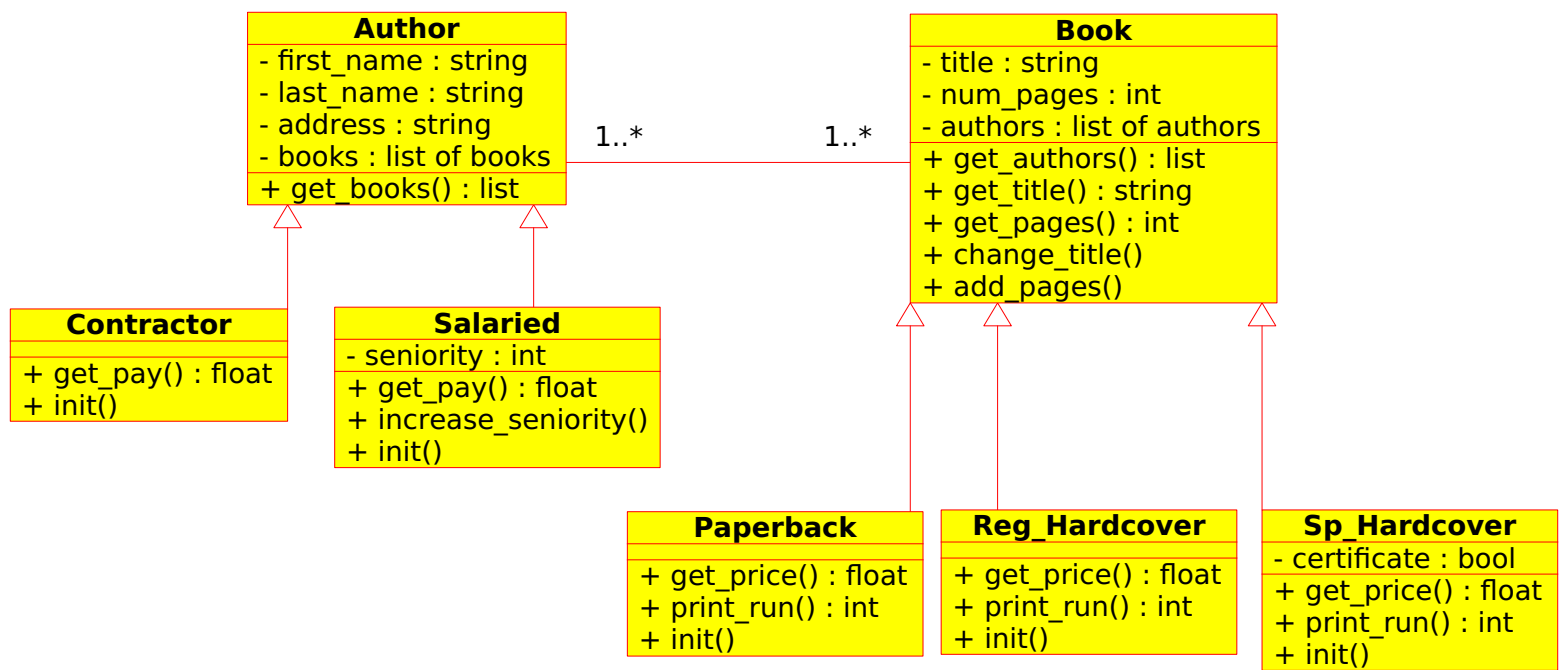 Author
- first_name : string
- last_name : string
- address : string
- books : list of books
+ get_books() : list
1..*
1..*
Book
- title : string
- num_pages : int
- authors : list of authors
+ get_authors() : list
+ get_title() : string
+ get_pages() : int
+ change_title()
+ add_pages()
Contractor
+ get_pay() : float
+ init()
Salaried
- seniority : int
+ get_pay() : float
+ increase_seniority()
+ init()
Paperback
+ get_price() : float
+ print_run() : int
+ init()
Reg_Hardcover
+ get_price() : float
+ print_run() : int
+ init()
Sp_Hardcover
- certificate : bool
+ get_price() : float
+ print_run() : int
+ init()